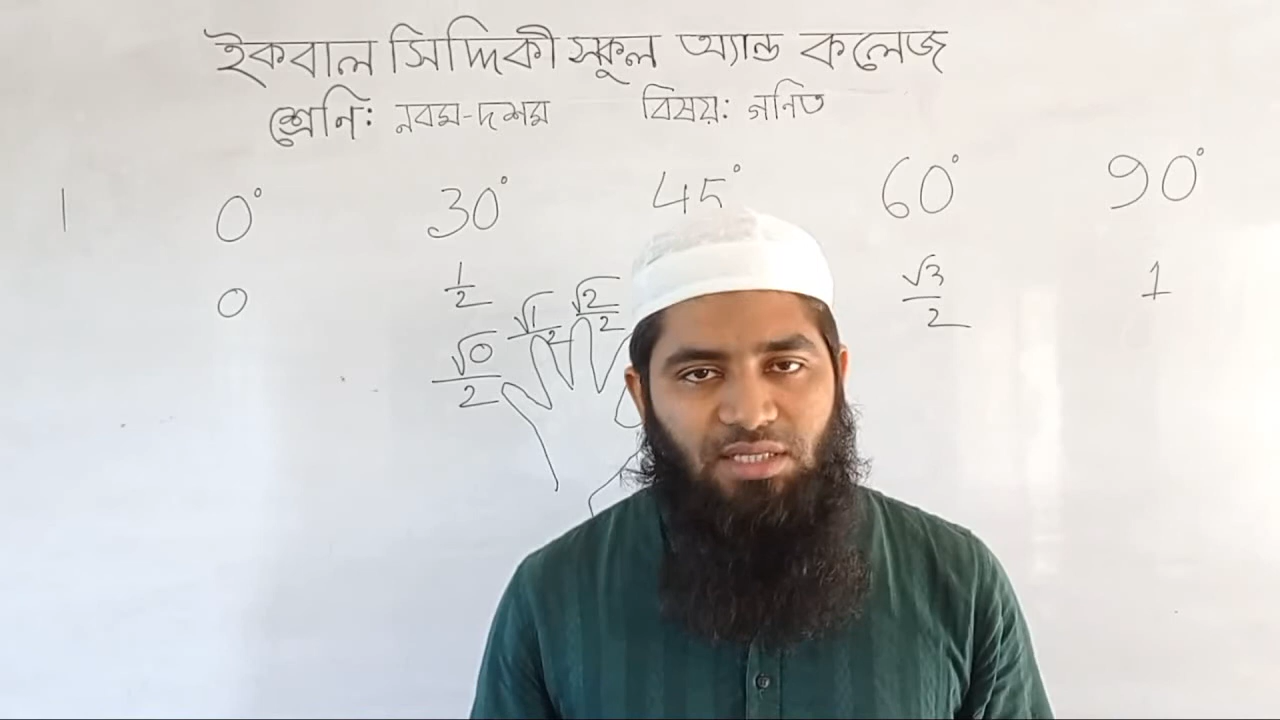 ইকবাল সিদ্দিকী স্কুল অ্যান্ড কলেজ
শ্রেণি: নবম-দশম বিষয়: গনিত
0° 30° 45° 60° 90°
0 1/2 √3/2 1
√0/2 √1/2 √2/2